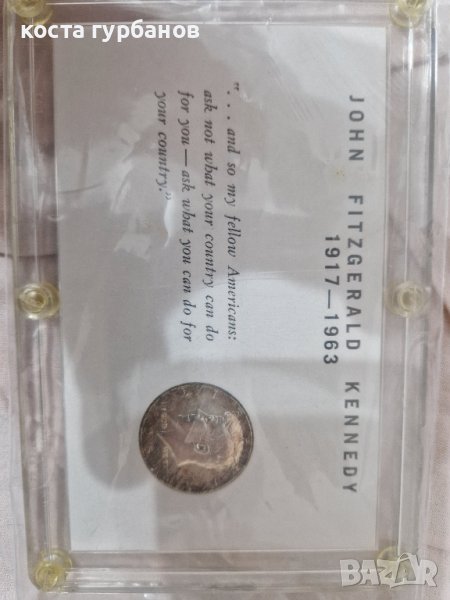 коста гурбанов
JOHN FITZGERALD KENNEDY
1917—1963
". . . and so my fellow Americans:
ask not what your country can do
for you—ask what you can do for
your country."
BAZAR